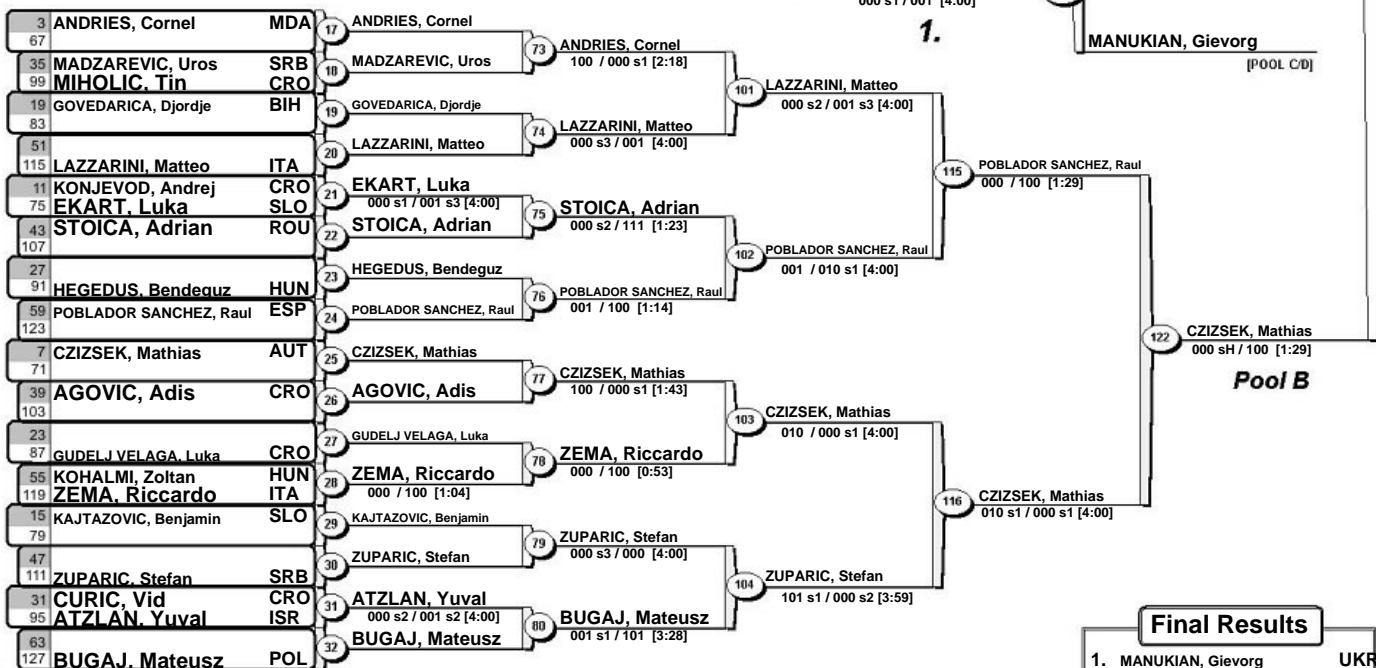 000 s1 / 001 [4:00]
1.
MANUKIAN, Gievorg
[POOL C/D]
3 ANDRIES, Cornel MDA
67
35 MADZAREVIC, Uros SRB
99 MIHOLIC, Tin CRO
19 GOVEDARICA, Djordje BIH
83
51
115 LAZZARINI, Matteo ITA
11 KONJEVOD, Andrej CRO
75 EKART, Luka SLO
43 STOICA, Adrian ROU
107
27
91 HEGEDUS, Bendeguz HUN
59 POBLADOR SANCHEZ, Raul ESP
123
7 CZIZSEK, Mathias AUT
71
39 AGOVIC, Adis CRO
103
23
87 GUDELJ VELAGA, Luka CRO
55 KOHALMI, Zoltan HUN
119 ZEMA, Riccardo ITA
15 KAJTAZOVIC, Benjamin SLO
79
47
111 ZUPARIC, Stefan SRB
31 CURIC, Vid CRO
95 ATZLAN, Yuval ISR
63
127 BUGAJ, Mateusz POL
17 ANDRIES, Cornel
18 MADZAREVIC, Uros
19 GOVEDARICA, Djordje
20 LAZZARINI, Matteo
21 EKART, Luka
000 s1 / 001 s3 [4:00]
22 STOICA, Adrian
23 HEGEDUS, Bendeguz
24 POBLADOR SANCHEZ, Raul
25 CZIZSEK, Mathias
26 AGOVIC, Adis
27 GUDELJ VELAGA, Luka
28 ZEMA, Riccardo
000 / 100 [1:04]
29 KAJTAZOVIC, Benjamin
30 ZUPARIC, Stefan
31 ATZLAN, Yuval
000 s2 / 001 s2 [4:00]
32 BUGAJ, Mateusz
73 ANDRIES, Cornel
100 / 000 s1 [2:18]
74 LAZZARINI, Matteo
000 s3 / 001 [4:00]
75 STOICA, Adrian
000 s2 / 111 [1:23]
76 POBLADOR SANCHEZ, Raul
001 / 100 [1:14]
77 CZIZSEK, Mathias
100 / 000 s1 [1:43]
78 ZEMA, Riccardo
000 / 100 [0:53]
79 ZUPARIC, Stefan
000 s3 / 000 [4:00]
80 BUGAJ, Mateusz
001 s1 / 101 [3:28]
101 LAZZARINI, Matteo
000 s2 / 001 s3 [4:00]
102 POBLADOR SANCHEZ, Raul
001 / 010 s1 [4:00]
103 CZIZSEK, Mathias
010 / 000 s1 [4:00]
104 ZUPARIC, Stefan
101 s1 / 000 s2 [3:59]
115 POBLADOR SANCHEZ, Raul
000 / 100 [1:29]
116 CZIZSEK, Mathias
010 s1 / 000 s1 [4:00]
122 CZIZSEK, Mathias
000 sH / 100 [1:29]
Pool B
Final Results
1. MANUKIAN, Gievorg UKR